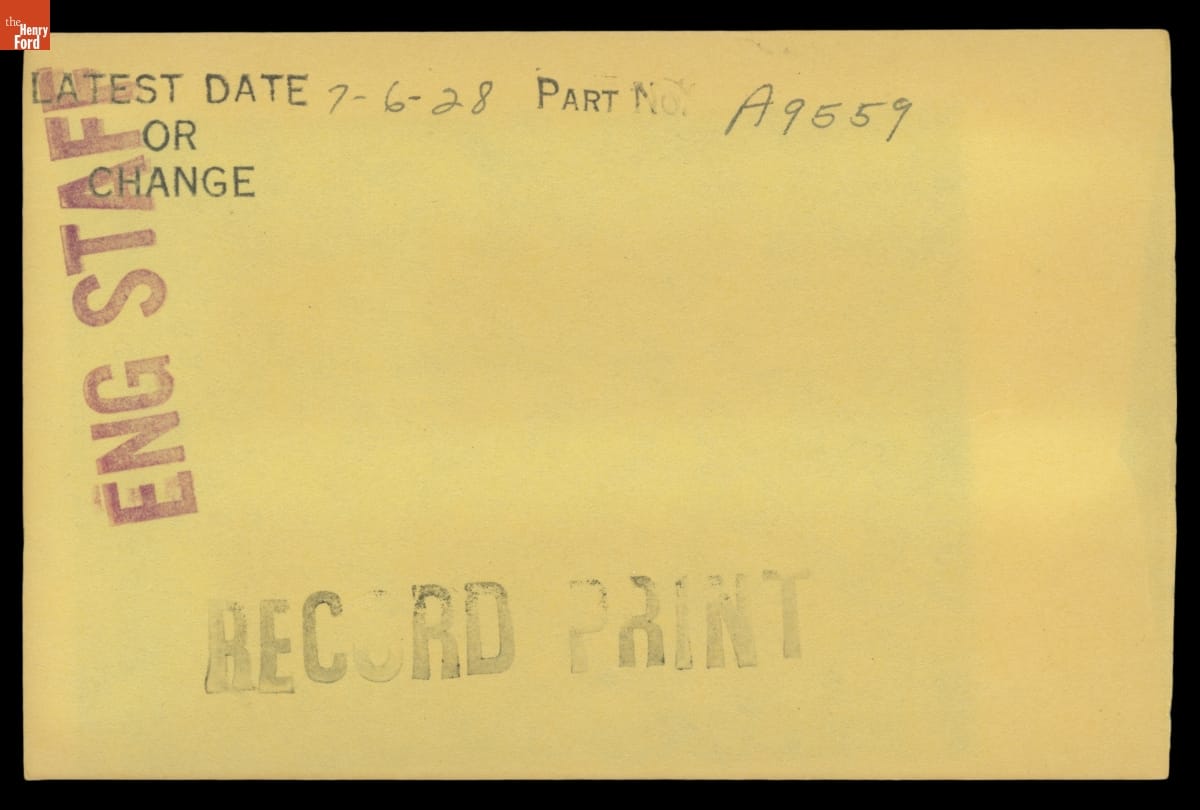 the
Henry
Ford
LATEST DATE 7-6-28 PART No. A9559
OR
CHANGE
ENG STAFF
RECORD PRINT